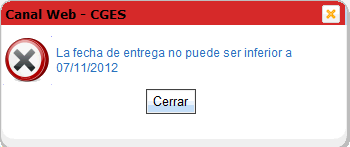 Canal Web - CGES
La fecha de entrega no puede ser inferior a
07/11/2012
Cerrar